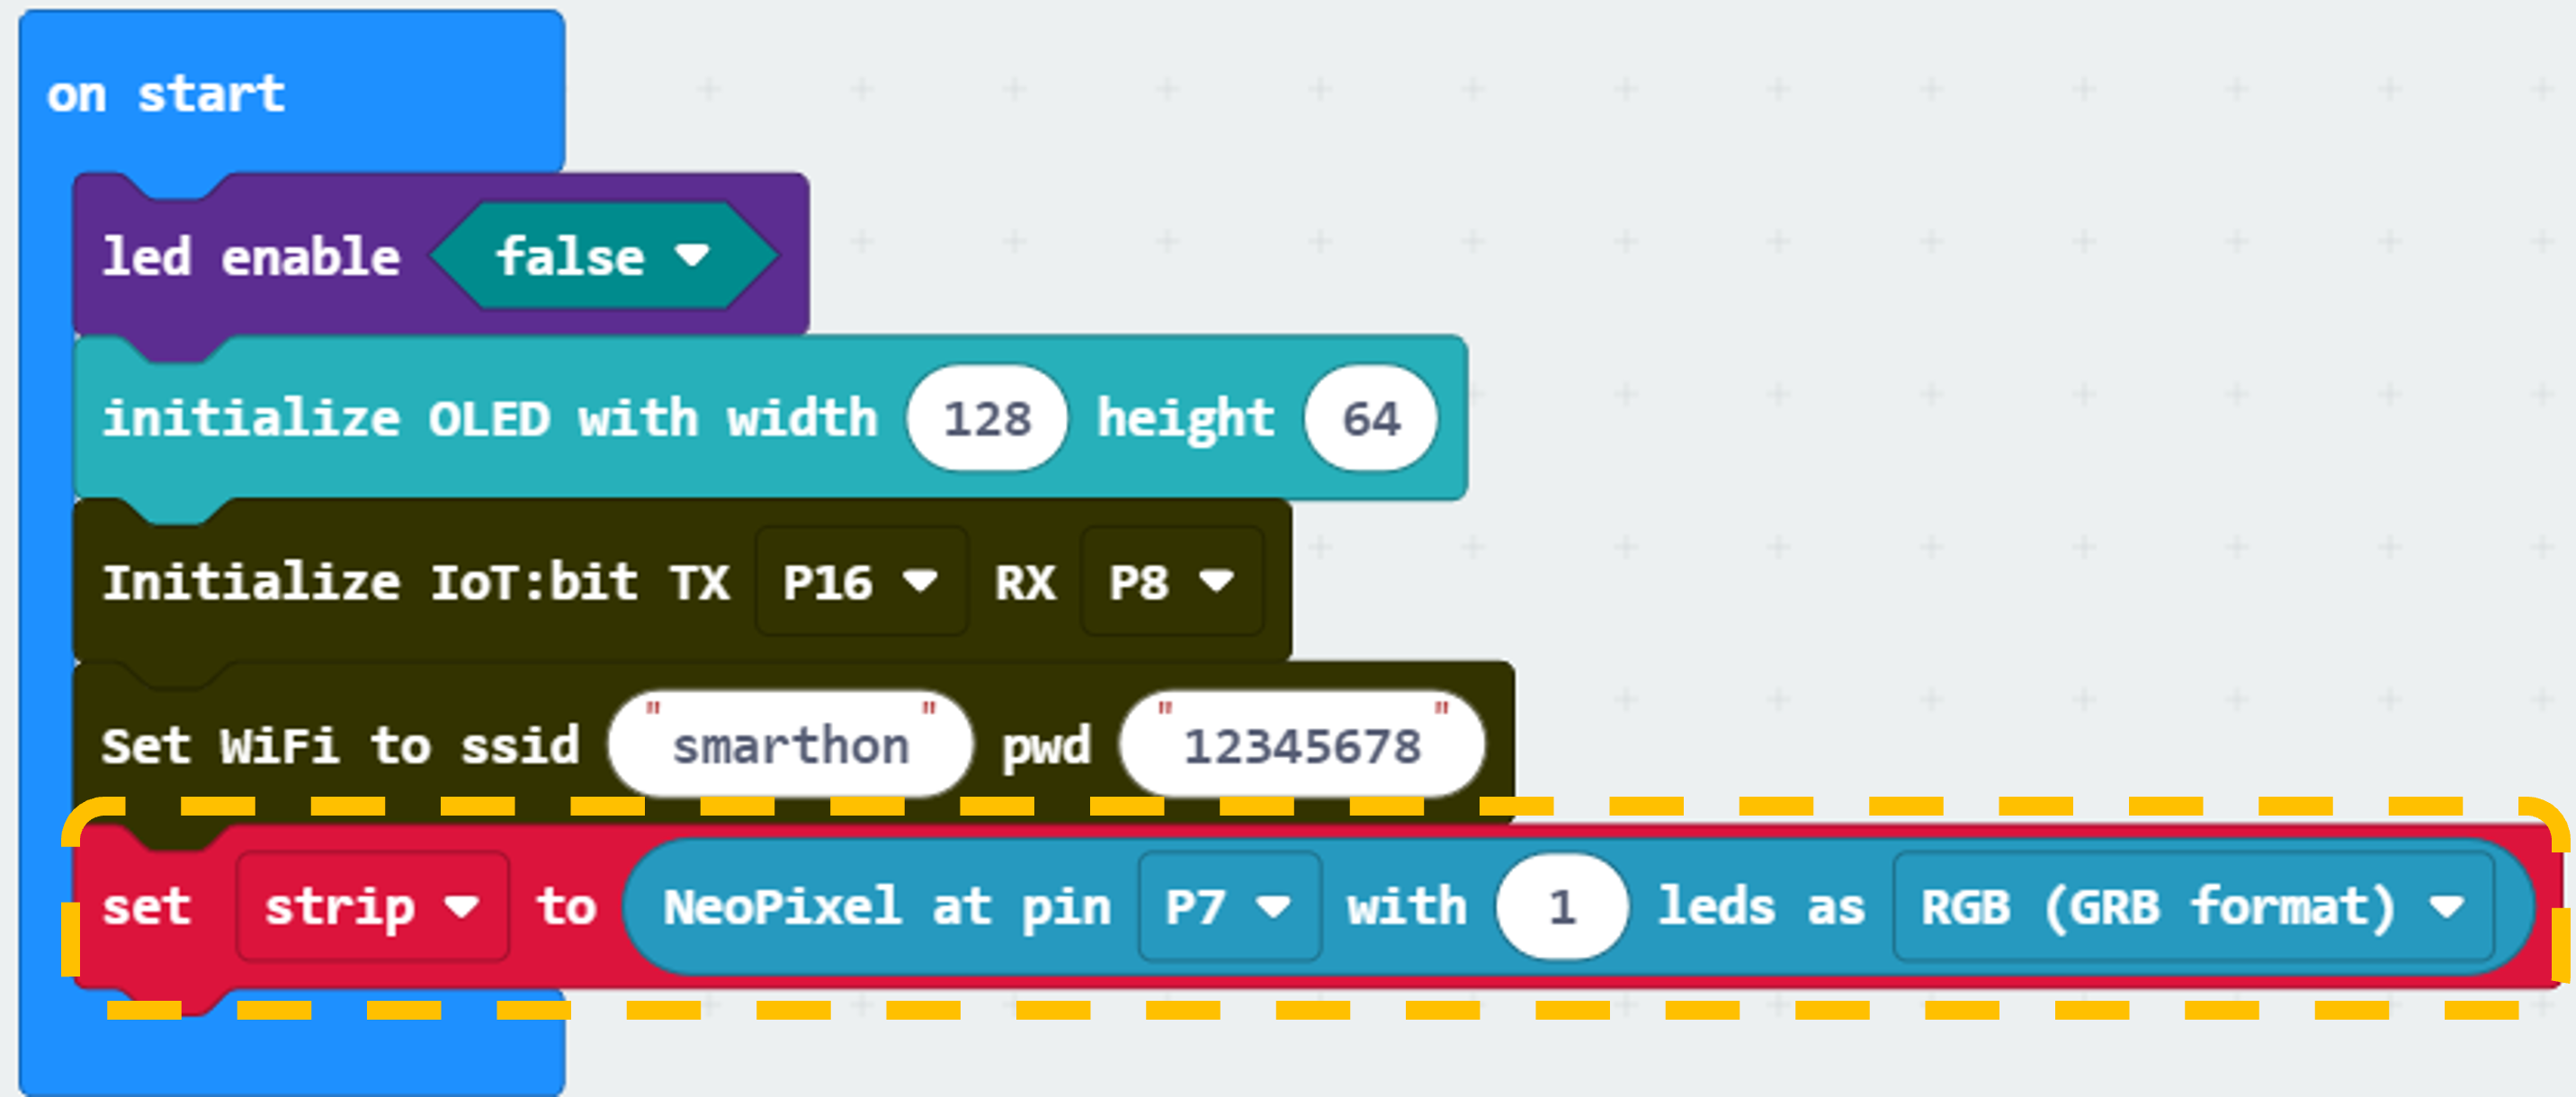 on start
led enable false
initialize OLED with width 128 height 64
Initialize IoT:bit TX P16 RX P8
Set WiFi to ssid "smarthon" pwd "12345678"
set strip to NeoPixel at pin P7 with 1 leds as RGB (GRB format)